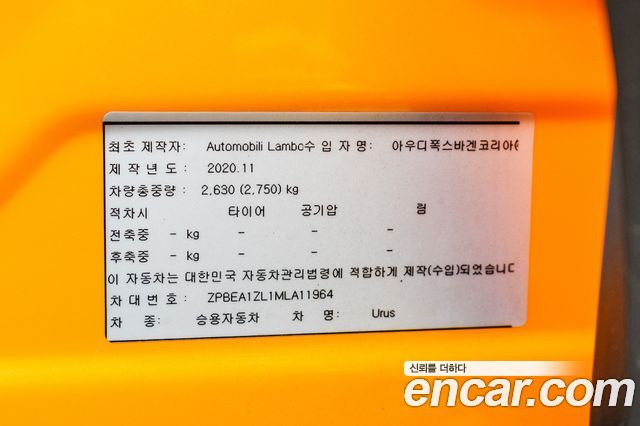 최초 제작자: Automobili Lambo수 입 자 명: 아우디폭스바겐코리아(
제 작 년 도 : 2020.11
차량총중량 : 2,630 (2,750) kg
적차시 타이어 공기압 림
전축중 - kg - - -
후축중 - kg - - -
이 자동차는 대한민국 자동차관리법령에 적합하게 제작(수입)되었습니다
차 대 번 호 : ZPBEA1ZL1MLA11964
차 종: 승용자동차 차 명: Urus
신뢰를 더하다
encar.com